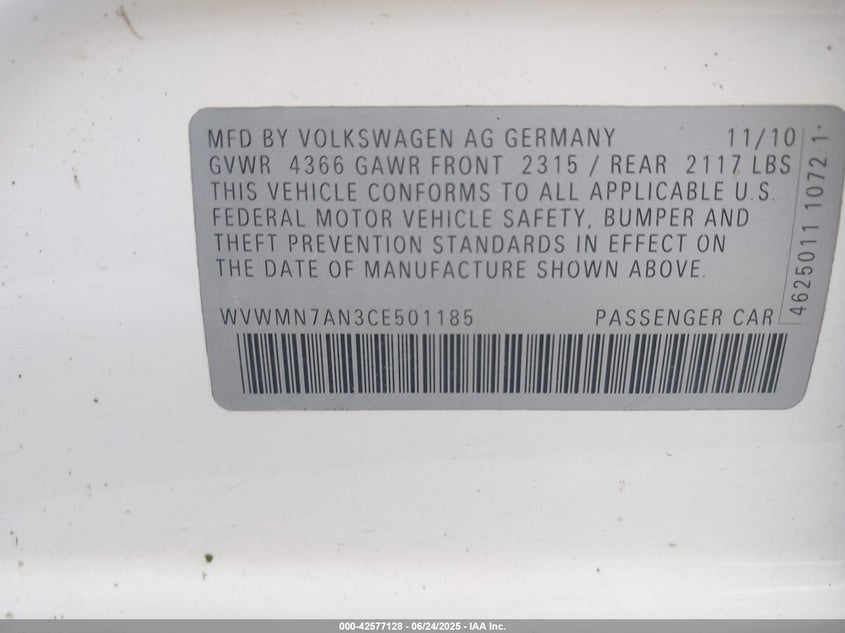 MFD BY VOLKSWAGEN AG GERMANY 11/10
GVWR 4366 GAWR FRONT 2315 / REAR 2117 LBS
THIS VEHICLE CONFORMS TO ALL APPLICABLE U.S.
FEDERAL MOTOR VEHICLE SAFETY, BUMPER AND
THEFT PREVENTION STANDARDS IN EFFECT ON
THE DATE OF MANUFACTURE SHOWN ABOVE.
WVWMN7AN3CE501185 PASSENGER CAR
4625011 1072 1
000-42577128 - 06/24/2025 - IAA Inc.